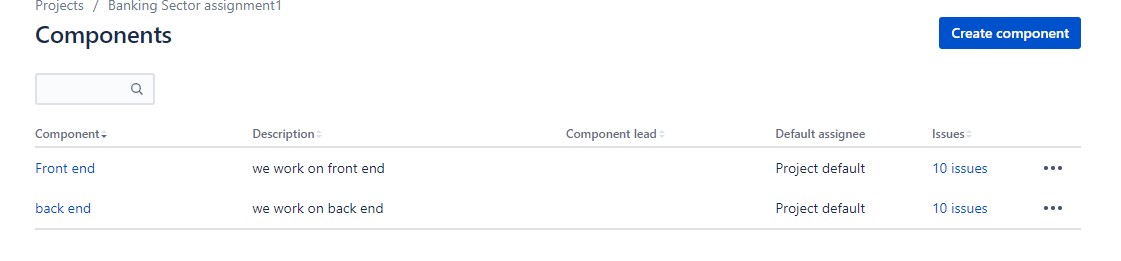 Projects / Banking Sector assignment1
Components
Create component
Component Description Component lead Default assignee Issues
Front end we work on front end Project default 10 issues
back end we work on back end Project default 10 issues